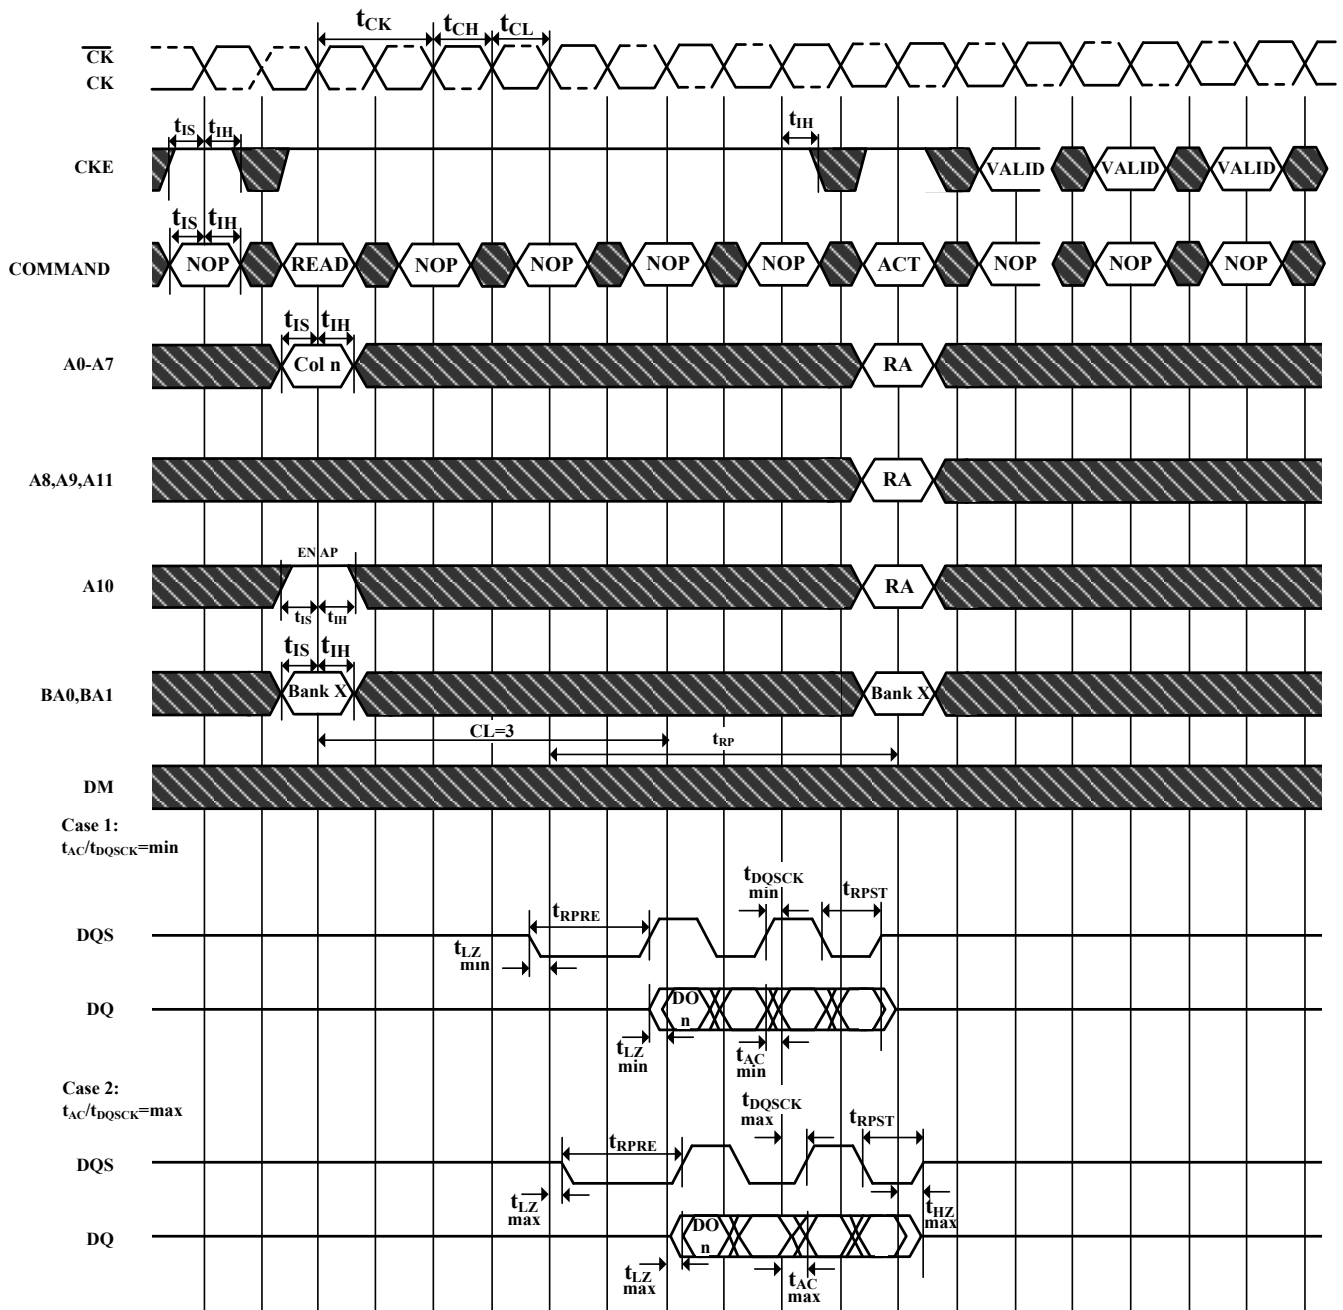 tCK tCH tCL
CK
CK
tIS tIH tIH
CKE VALID VALID VALID
tIS tIH
COMMAND NOP READ NOP NOP NOP NOP ACT NOP NOP NOP
tIS tIH
A0-A7 Col n RA
A8,A9,A11 RA
EN AP
A10 RA
tIS tIH
tIS tIH
BA0,BA1 Bank X Bank X
CL=3 tRP
DM
Case 1:
tAC/tDQSCK=min
tDQSCK min tRPST
tRPRE
DQS
tLZ min
DQ DO n
tLZ min tAC min
Case 2:
tAC/tDQSCK=max
tDQSCK max tRPST
tRPRE
DQS
tLZ max tHZ max
DQ DO n
tLZ max tAC max